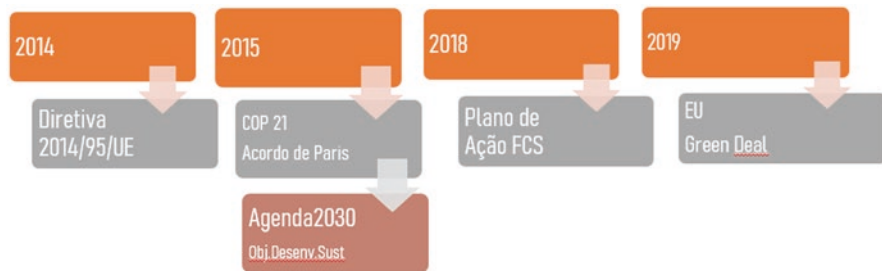 2014
Diretiva
2014/95/UE
2015
COP 21
Acordo de Paris
Agenda2030
Obj.Desenv.Sust
2018
Plano de
Ação FCS
2019
EU
Green Deal